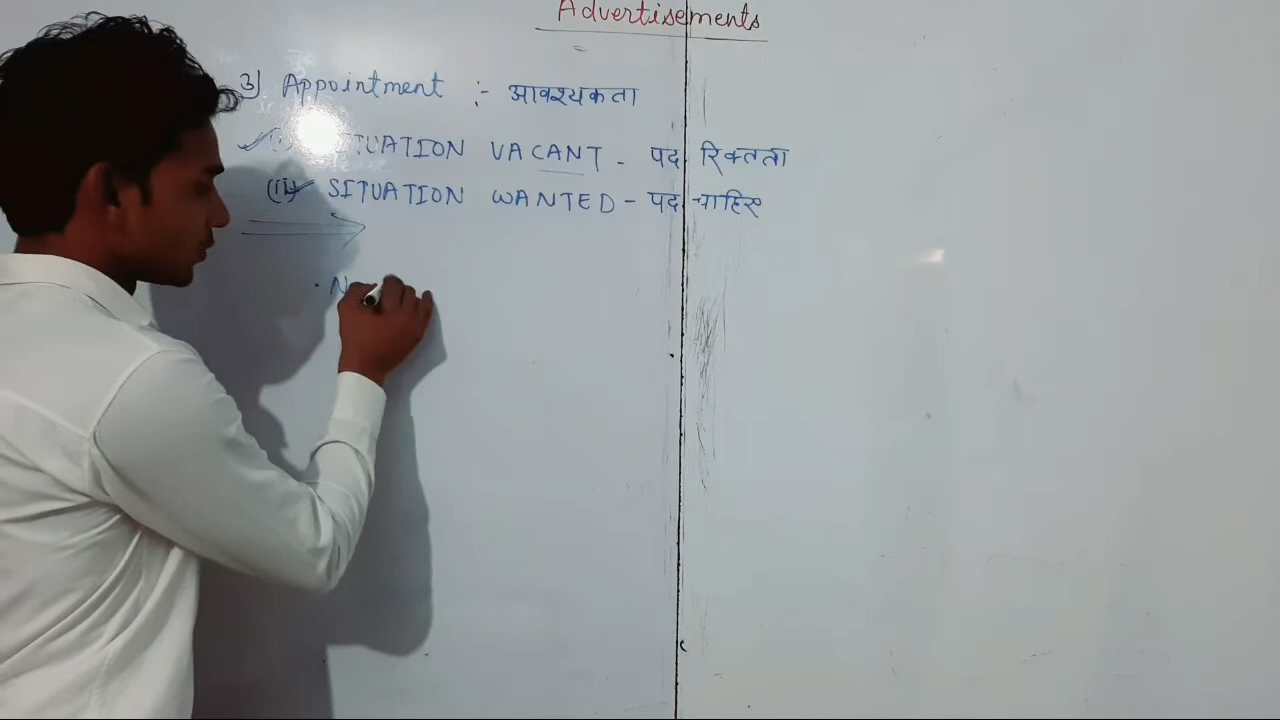 Advertisements
3) Appointment :- आवश्यकता
(i) SITUATION VACANT - पद रिक्तता
(ii) SITUATION WANTED - पद चाहिए